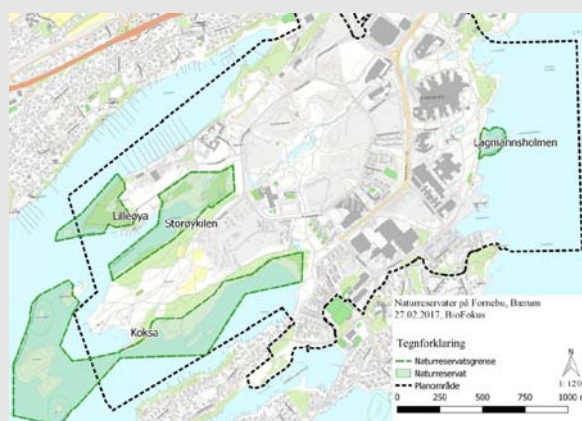 Lagmannsholmen
Lilleøya
Storøykilen
Koksa
Naturreservater på Fornebu, Bærum
27.02.2017, BioFokus
Tegnforklaring
Naturreservatsgrense
Naturreservat
Planområde
N
0 250 500 750 1000